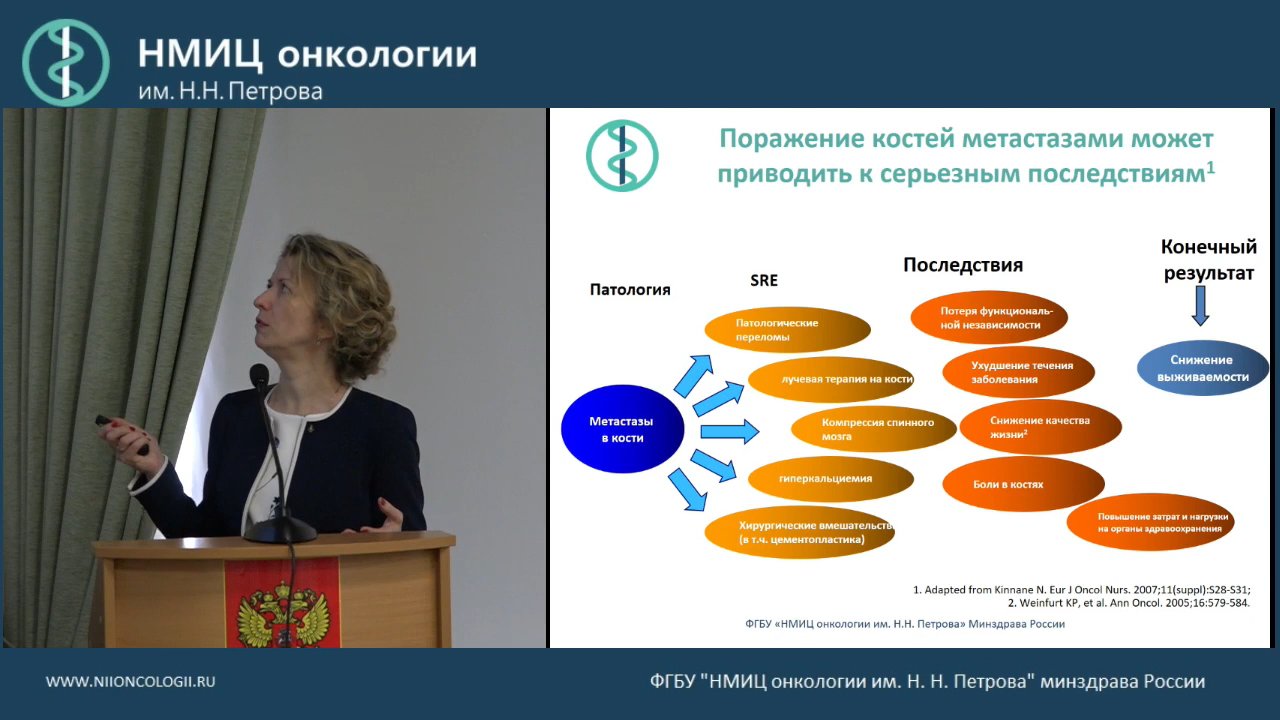 НМИЦ онкологии
им. Н.Н. Петрова
Поражение костей метастазами может
приводить к серьезным последствиям1
Патология
SRE
Последствия
Конечный
результат
Метастазы
в кости
Патологические
переломы
лучевая терапия на кости
Компрессия спинного
мозга
гиперкальциемия
Хирургические вмешательств
(в т.ч. цементопластика)
Потеря функциональ-
ной независимости
Ухудшение течения
заболевания
Снижение качества
жизни2
Боли в костях
Повышение затрат и нагрузки
на органы здравоохранения
Снижение
выживаемости
1. Adapted from Kinnane N. Eur J Oncol Nurs. 2007;11(suppl):S28-S31;
2. Weinfurt KP, et al. Ann Oncol. 2005;16:579-584.
ФГБУ «НМИЦ онкологии им. Н.Н. Петрова» Минздрава России
WWW.NIIONCOLOGII.RU
ФГБУ "НМИЦ онкологии им. Н. Н. Петрова" минздрава России